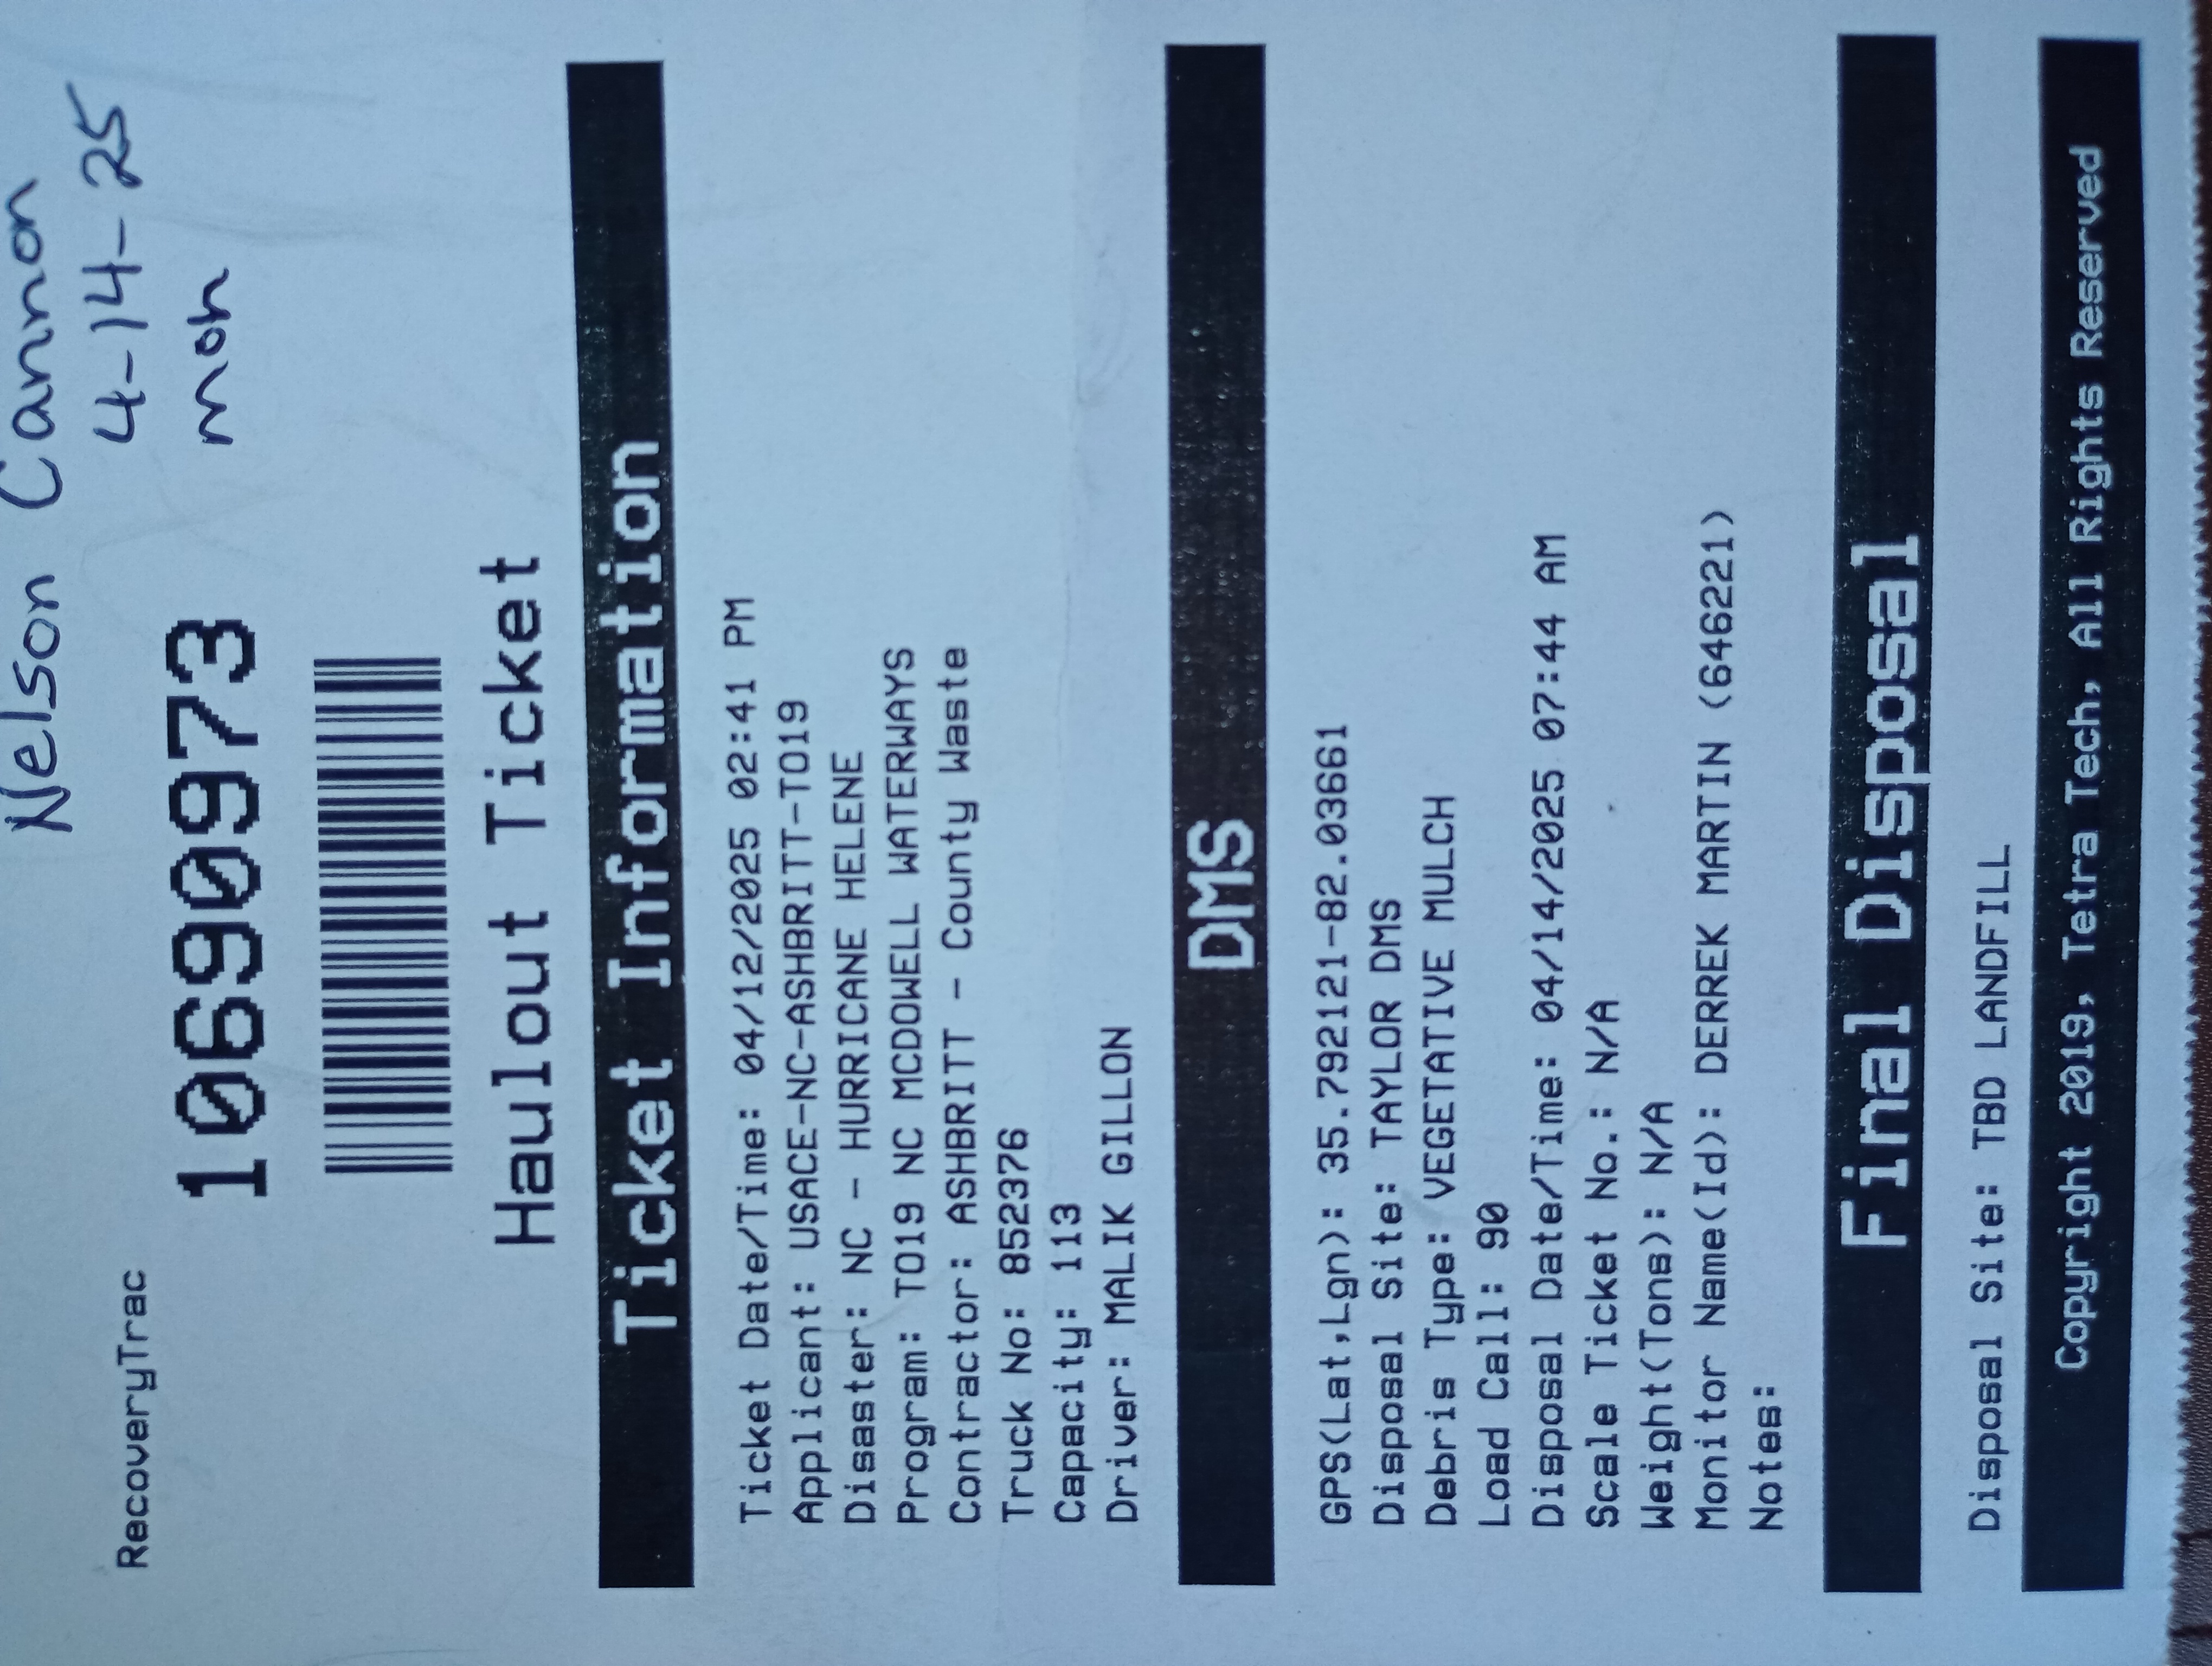 Nelson Cannon
4-14-25
RecoveryTrac
mon
10690973
Haulout Ticket
Ticket Information
Ticket Date/Time: 04/12/2025 02:41 PM
Applicant: USACE-NC-ASHBRITT-TO19
Disaster: NC - HURRICANE HELENE
Program: TO19 NC MCDOWELL WATERWAYS
Contractor: ASHBRITT - County Waste
Truck No: 852376
Capacity: 113
Driver: MALIK GILLON
DMS
GPS(Lat,Lgn): 35.792121-82.03661
Disposal Site: TAYLOR DMS
Debris Type: VEGETATIVE MULCH
Load Call: 90
Disposal Date/Time: 04/14/2025 07:44 AM
Scale Ticket No.: N/A
Weight(Tons): N/A
Monitor Name(Id): DERREK MARTIN (646221)
Notes:
Final Disposal
Disposal Site: TBD LANDFILL
Copyright 2019, Tetra Tech, All Rights Reserved